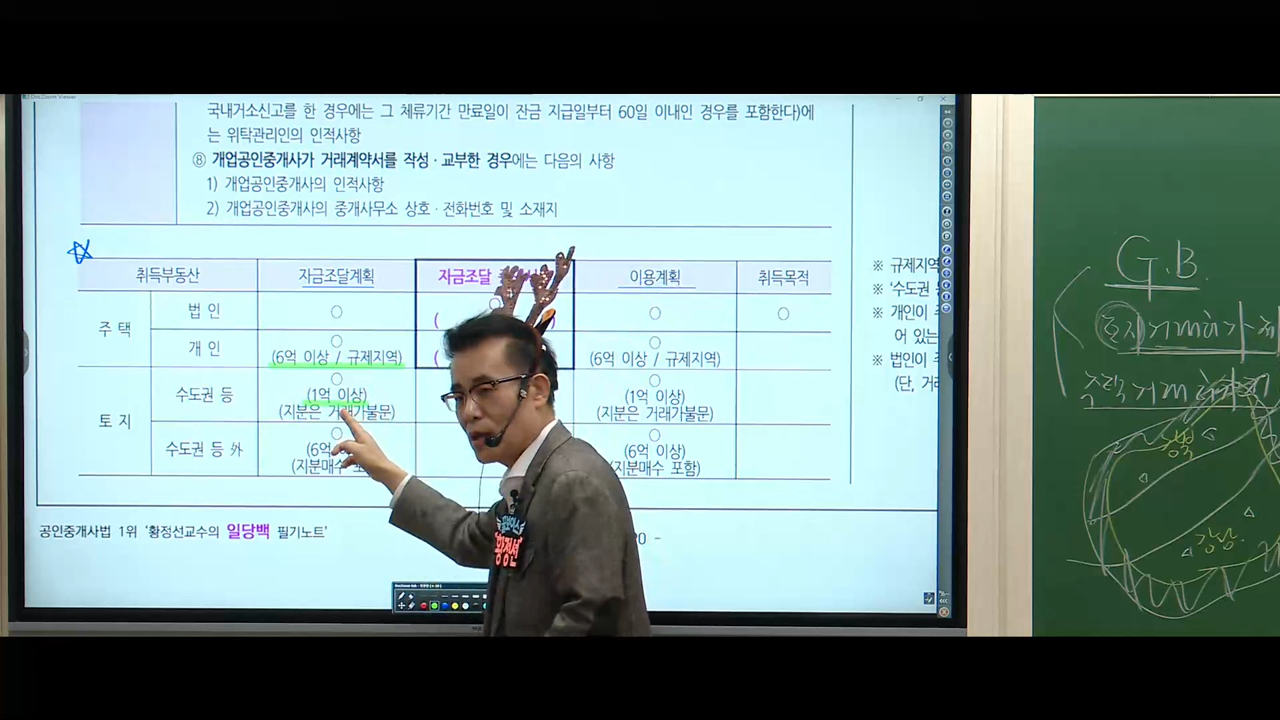 국내거소신고를 한 경우에는 그 체류기간 만료일이 잔금 지급일부터 60일 이내인 경우를 포함한다)에
는 위탁관리인의 인적사항
⑧ 개업공인중개사가 거래계약서를 작성·교부한 경우에는 다음의 사항
1) 개업공인중개사의 인적사항
2) 개업공인중개사의 중개사무소 상호·전화번호 및 소재지
취득부동산 자금조달계획 자금조달 이용계획 취득목적
주택 법인 ○ ○ ○ ○
개인 ○ ○
(6억 이상 / 규제지역) (6억 이상 / 규제지역)
토지 수도권 등 ○ ○
(1억 이상) (1억 이상)
(지분은 거래가불문) (지분은 거래가불문)
수도권 등 外 ○ ○
(6억 (6억 이상)
(지분매수 (지분매수 포함)
※ 규제지역
※ '수도권
※ 개인이
어 있는
※ 법인이
(단, 거래
공인중개사법 1위 '황정선교수의 일당백 필기노트'
황정선
G.B.
토지거래허가
주택거래
강북
강남